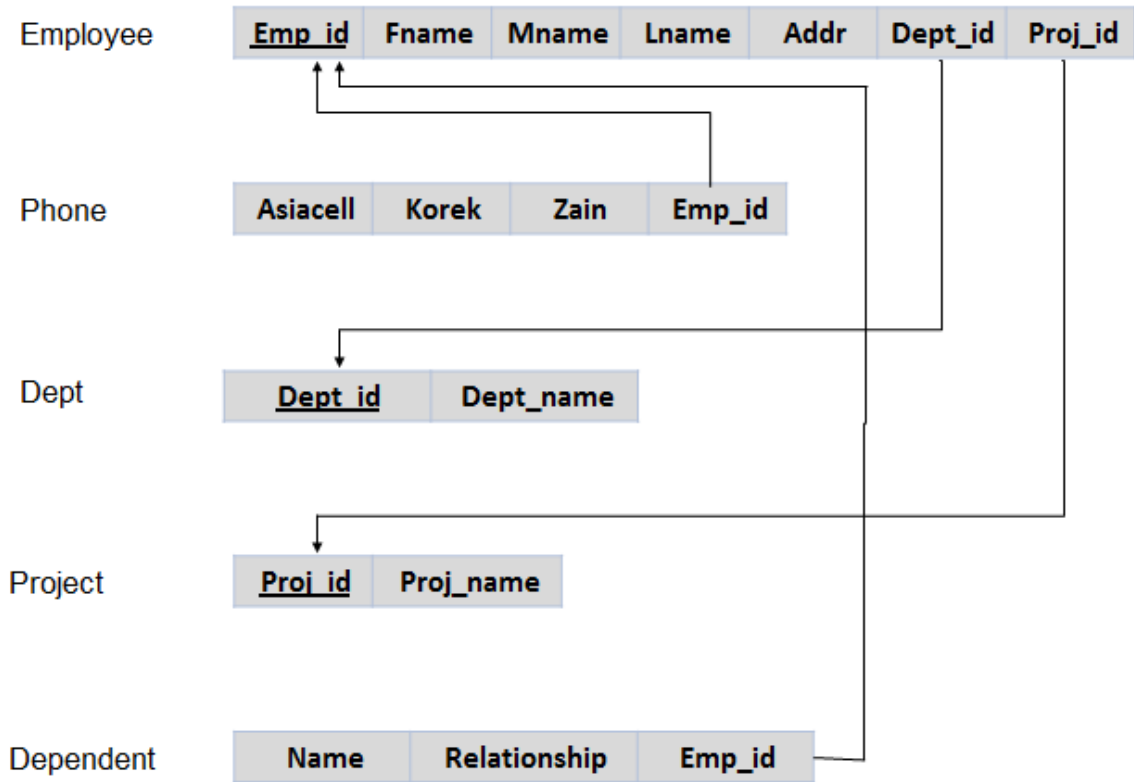 Employee Emp_id Fname Mname Lname Addr Dept_id Proj_id
Phone Asiacell Korek Zain Emp_id
Dept Dept_id Dept_name
Project Proj_id Proj_name
Dependent Name Relationship Emp_id